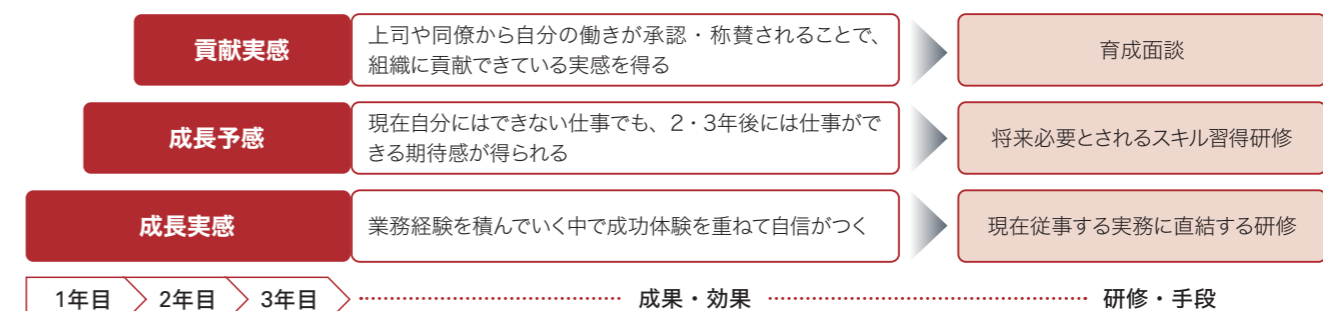 貢献実感
上司や同僚から自分の働きが承認・称賛されることで、
組織に貢献できている実感を得る
育成面談
成長予感
現在自分にはできない仕事でも、2・3年後には仕事がで
きる期待感が得られる
将来必要とされるスキル習得研修
成長実感
業務経験を積んでいく中で成功体験を重ねて自信がつく
現在従事する実務に直結する研修
1年目 2年目 3年目 成果・効果 研修・手段